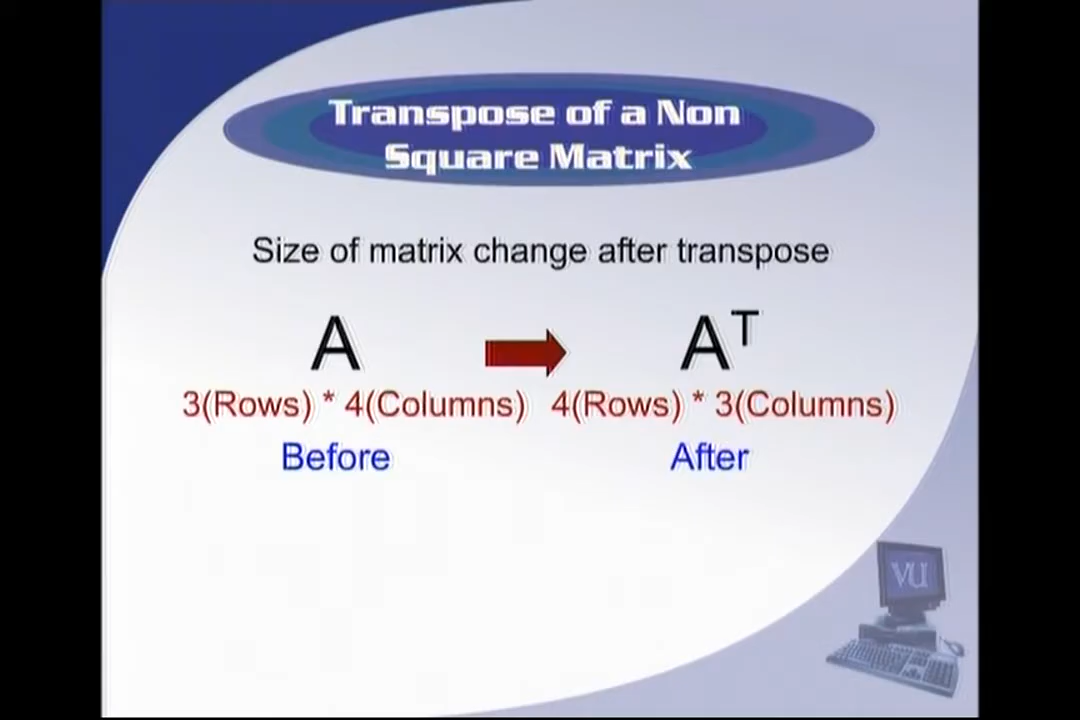 Transpose of a Non
Square Matrix
Size of matrix change after transpose
A A^T
3(Rows) * 4(Columns) 4(Rows) * 3(Columns)
Before After
VU